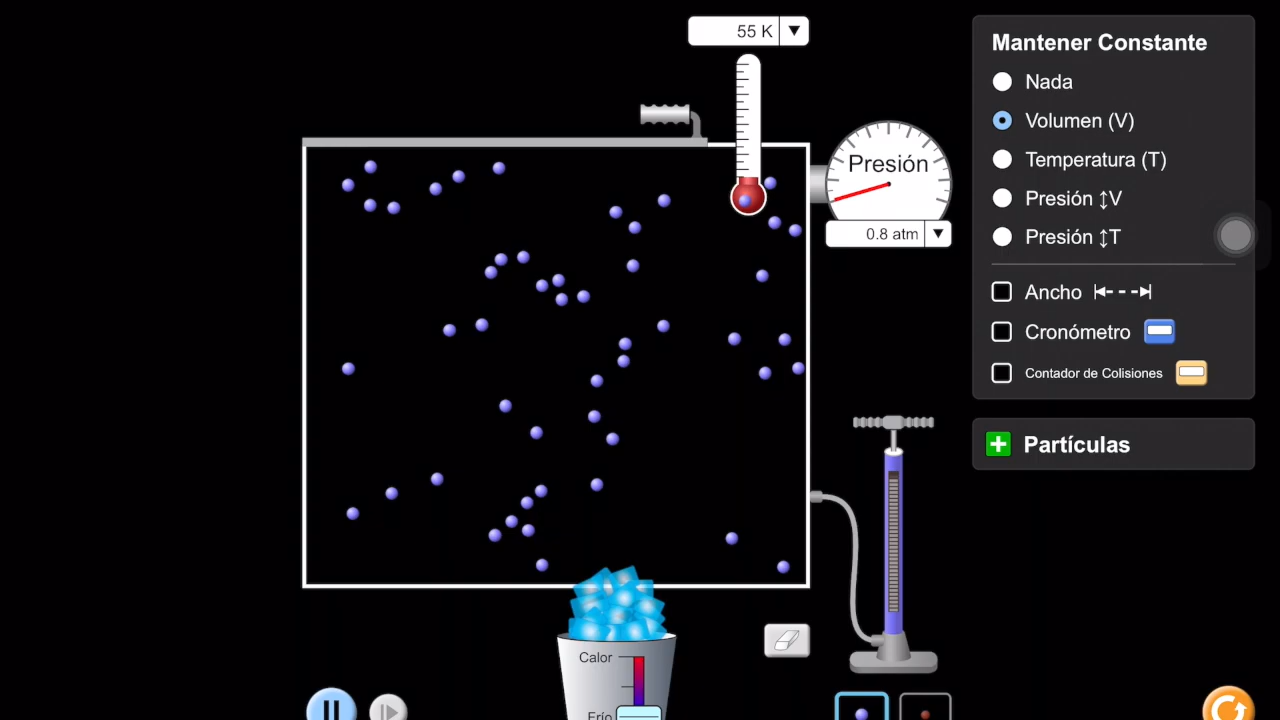 55 K
Presión
0.8 atm
Mantener Constante
Nada
Volumen (V)
Temperatura (T)
Presión ↕V
Presión ↕T
Ancho
Cronómetro
Contador de Colisiones
Partículas
Calor
Frío